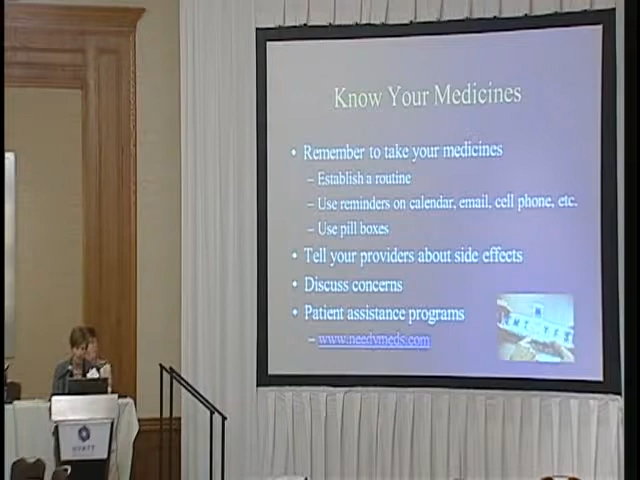 Know Your Medicines
• Remember to take your medicines
– Establish a routine
– Use reminders on calendar, email, cell phone, etc.
– Use pill boxes
• Tell your providers about side effects
• Discuss concerns
• Patient assistance programs
– www.needymeds.com
HYATT